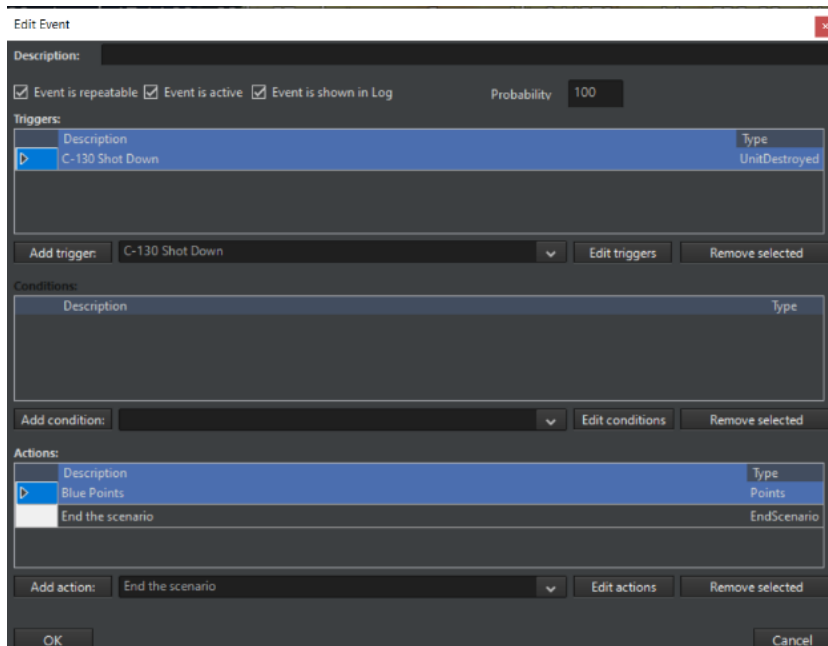 Edit Event
Description:
Event is repeatable Event is active Event is shown in Log Probability 100
Triggers:
Description Type
C-130 Shot Down UnitDestroyed
Add trigger: C-130 Shot Down Edit triggers Remove selected
Conditions:
Description Type
Add condition: Edit conditions Remove selected
Actions:
Description Type
Blue Points Points
End the scenario EndScenario
Add action: End the scenario Edit actions Remove selected
OK Cancel